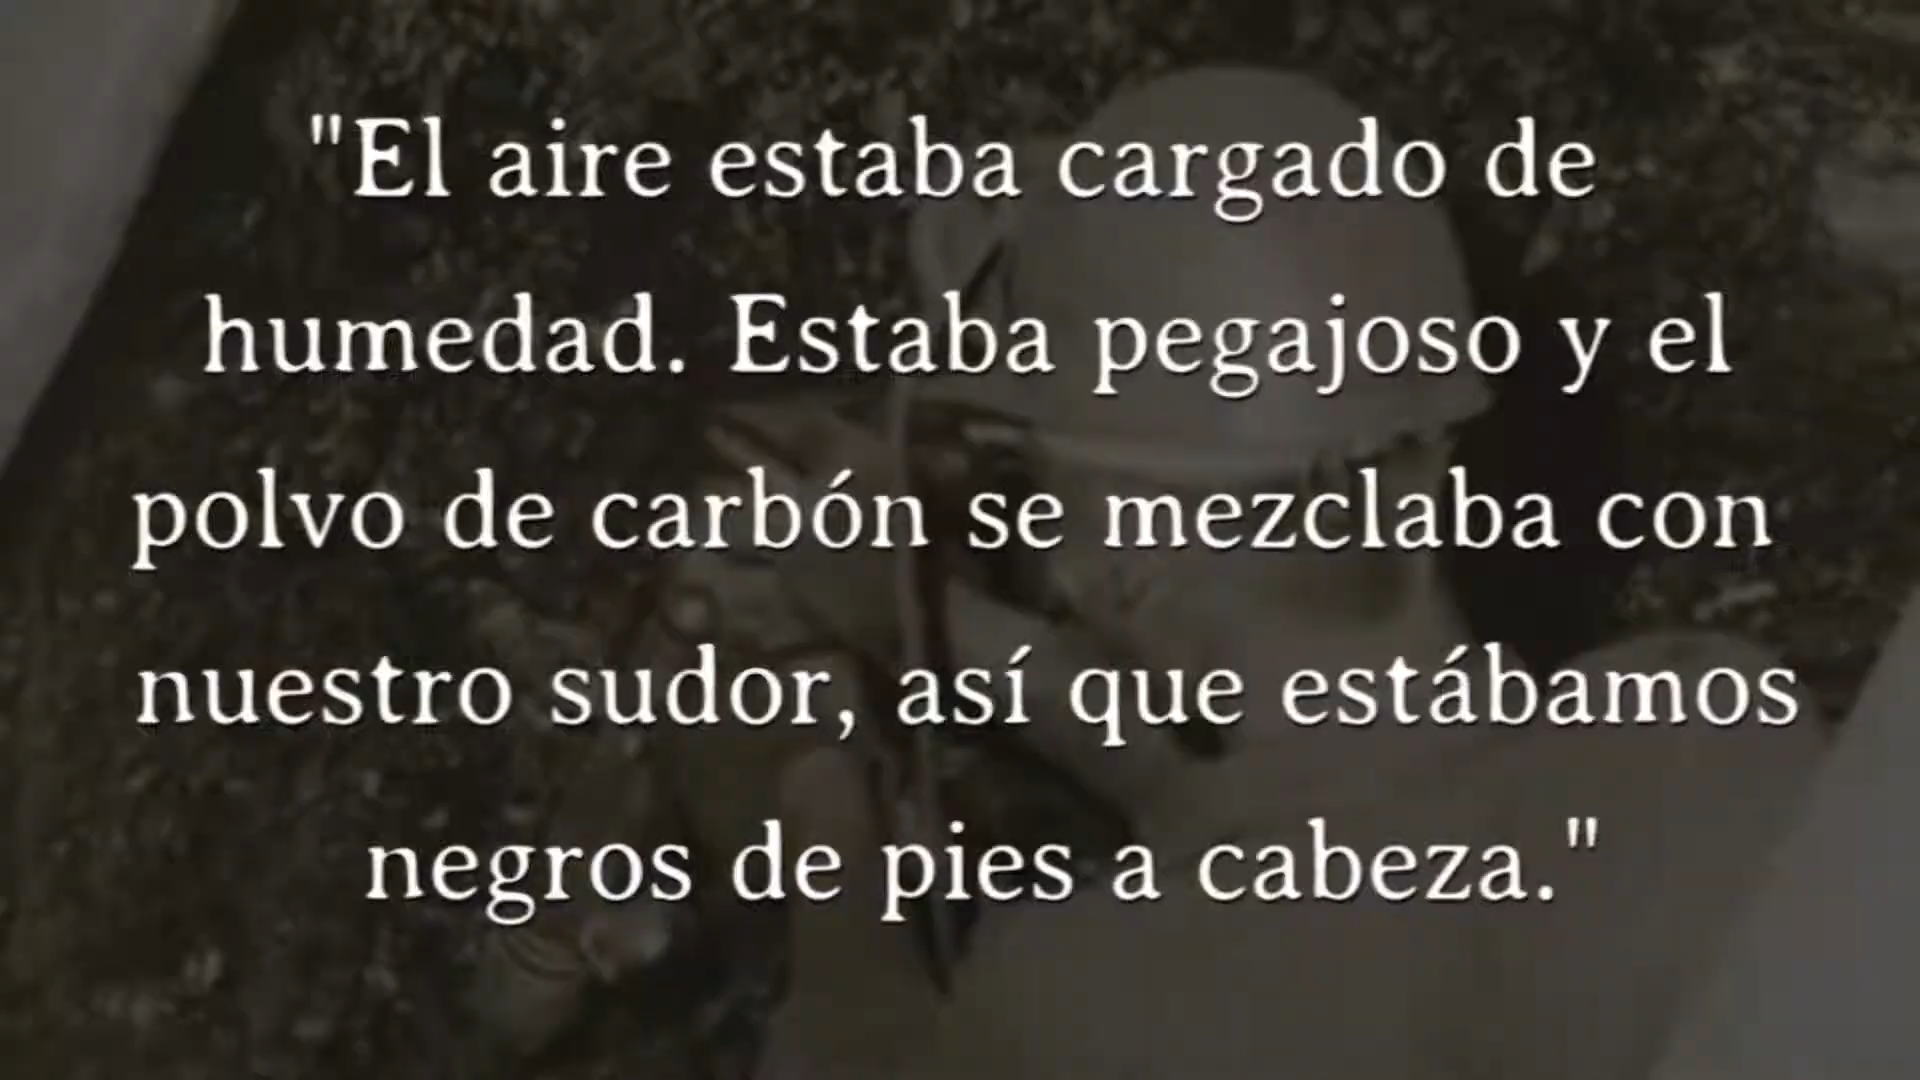 "El aire estaba cargado de
humedad. Estaba pegajoso y el
polvo de carbón se mezclaba con
nuestro sudor, así que estábamos
negros de pies a cabeza."